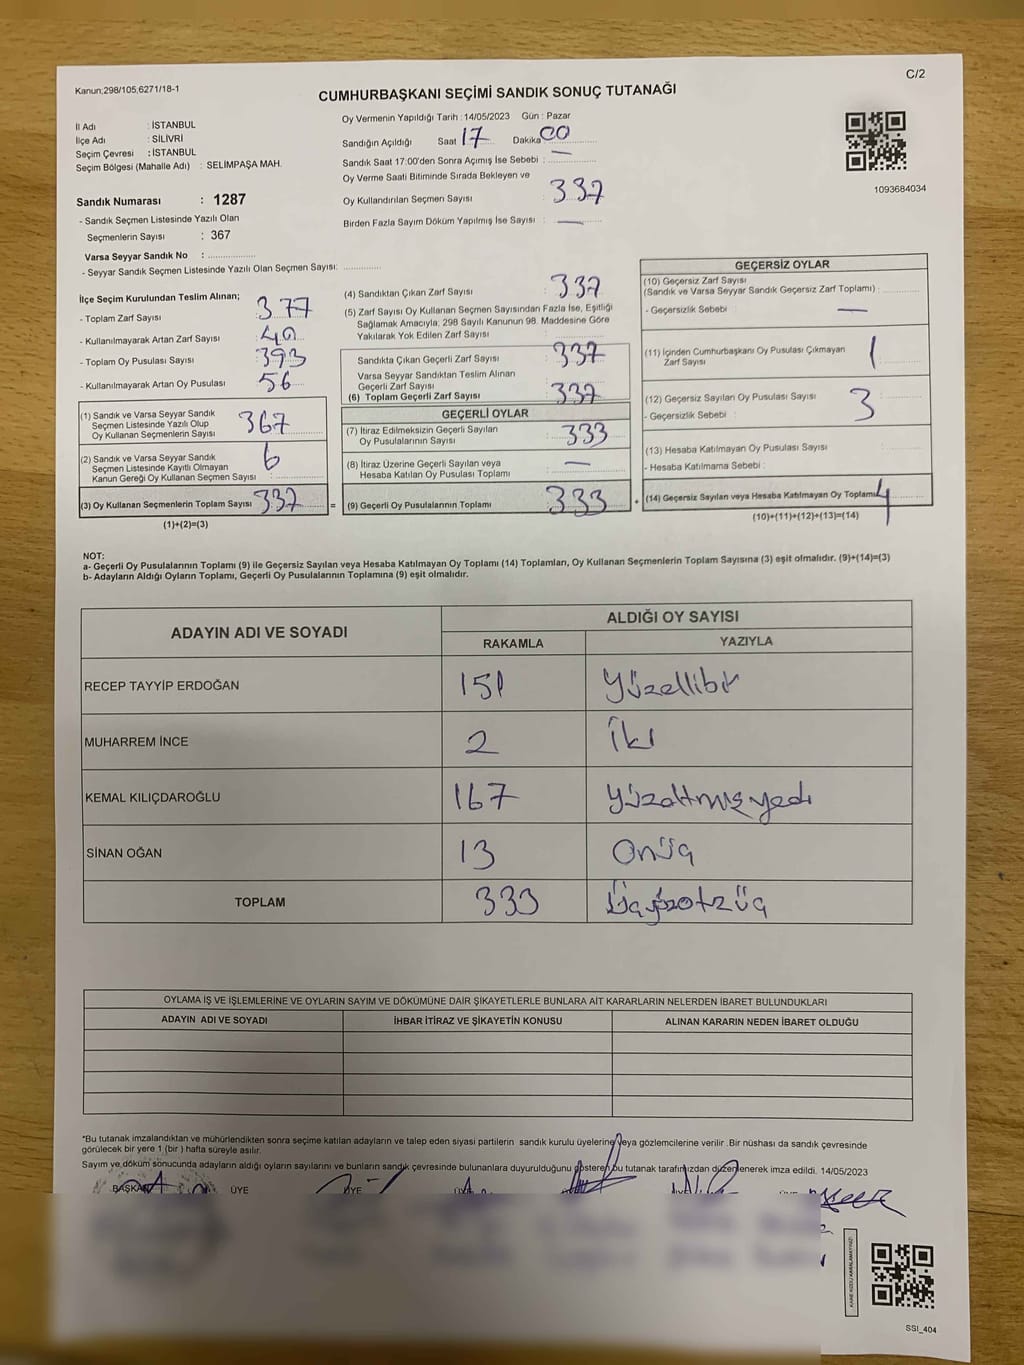 Kanun;298/105,6271/18-1
C/2
CUMHURBAŞKANI SEÇİMİ SANDIK SONUÇ TUTANAĞI
İl Adı : İSTANBUL
İlçe Adı : SİLİVRİ
Seçim Çevresi : İSTANBUL
Seçim Bölgesi (Mahalle Adı) : SELİMPAŞA MAH.
Oy Vermenin Yapıldığı Tarih : 14/05/2023 Gün : Pazar
Sandığın Açıldığı Saat 17 Dakika 00
Sandık Saat 17:00'den Sonra Açımış İse Sebebi : —
Oy Verme Saati Bitiminde Sırada Bekleyen ve
Oy Kullandırılan Seçmen Sayısı 337
Birden Fazla Sayım Döküm Yapılmış İse Sayısı : —
1093684034
Sandık Numarası : 1287
- Sandık Seçmen Listesinde Yazılı Olan
Seçmenlerin Sayısı : 367
Varsa Seyyar Sandık No :
- Seyyar Sandık Seçmen Listesinde Yazılı Olan Seçmen Sayısı:
İlçe Seçim Kurulundan Teslim Alınan;
- Toplam Zarf Sayısı 377
- Kullanılmayarak Artan Zarf Sayısı 40
- Toplam Oy Pusulası Sayısı 393
- Kullanılmayarak Artan Oy Pusulası 56
(1) Sandık ve Varsa Seyyar Sandık
Seçmen Listesinde Yazılı Olup
Oy Kullanan Seçmenlerin Sayısı 367
(2) Sandık ve Varsa Seyyar Sandık
Seçmen Listesinde Kayıtlı Olmayan
Kanun Gereği Oy Kullanan Seçmen Sayısı : 6
(3) Oy Kullanan Seçmenlerin Toplam Sayısı 337
(1)+(2)=(3)
=
(4) Sandıktan Çıkan Zarf Sayısı 337
(5) Zarf Sayısı Oy Kullanan Seçmen Sayısından Fazla İse, Eşitliği
Sağlamak Amacıyla, 298 Sayılı Kanunun 98. Maddesine Göre
Yakılarak Yok Edilen Zarf Sayısı
Sandıkta Çıkan Geçerli Zarf Sayısı 337
Varsa Seyyar Sandıktan Teslim Alınan
Geçerli Zarf Sayısı
(6) Toplam Geçerli Zarf Sayısı 337
GEÇERLİ OYLAR
(7) İtiraz Edilmeksizin Geçerli Sayılan
Oy Pusulalarının Sayısı : 333
(8) İtiraz Üzerine Geçerli Sayılan veya
Hesaba Katılan Oy Pusulası Toplamı : —
(9) Geçerli Oy Pusulalarının Toplamı 333
+
GEÇERSİZ OYLAR
(10) Geçersiz Zarf Sayısı
(Sandık ve Varsa Seyyar Sandık Geçersiz Zarf Toplamı) :
- Geçersizlik Sebebi : —
(11) İçinden Cumhurbaşkanı Oy Pusulası Çıkmayan
Zarf Sayısı 1
(12) Geçersiz Sayılan Oy Pusulası Sayısı : 3
- Geçersizlik Sebebi :
(13) Hesaba Katılmayan Oy Pusulası Sayısı :
- Hesaba Katılmama Sebebi :
(14) Geçersiz Sayılan veya Hesaba Katılmayan Oy Toplamı 4
(10)+(11)+(12)+(13)=(14)
NOT:
a- Geçerli Oy Pusulalarının Toplamı (9) ile Geçersiz Sayılan veya Hesaba Katılmayan Oy Toplamı (14) Toplamları, Oy Kullanan Seçmenlerin Toplam Sayısına (3) eşit olmalıdır. (9)+(14)=(3)
b- Adayların Aldığı Oyların Toplamı, Geçerli Oy Pusulalarının Toplamına (9) eşit olmalıdır.
ADAYIN ADI VE SOYADI ALDIĞI OY SAYISI
RAKAMLA YAZIYLA
RECEP TAYYİP ERDOĞAN 151 Yüzellibir
MUHARREM İNCE 2 İki
KEMAL KILIÇDAROĞLU 167 Yüzaltmışyedi
SİNAN OĞAN 13 Onüç
TOPLAM 333
OYLAMA İŞ VE İŞLEMLERİNE VE OYLARIN SAYIM VE DÖKÜMÜNE DAİR ŞİKAYETLERLE BUNLARA AİT KARARLARIN NELERDEN İBARET BULUNDUKLARI
ADAYIN ADI VE SOYADI İHBAR İTİRAZ VE ŞİKAYETİN KONUSU ALINAN KARARIN NEDEN İBARET OLDUĞU
*Bu tutanak imzalandıktan ve mühürlendikten sonra seçime katılan adayların ve talep eden siyasi partilerin sandık kurulu üyelerine veya gözlemcilerine verilir .Bir nüshası da sandık çevresinde
görülecek bir yere 1 (bir ) hafta süreyle asılır.
Sayım ve döküm sonucunda adayların aldığı oyların sayılarını ve bunların sandık çevresinde bulunanlara duyurulduğunu gösteren bu tutanak tarafımızdan düzenlenerek imza edildi. 14/05/2023
BAŞKAN ÜYE ÜYE
SSI_404